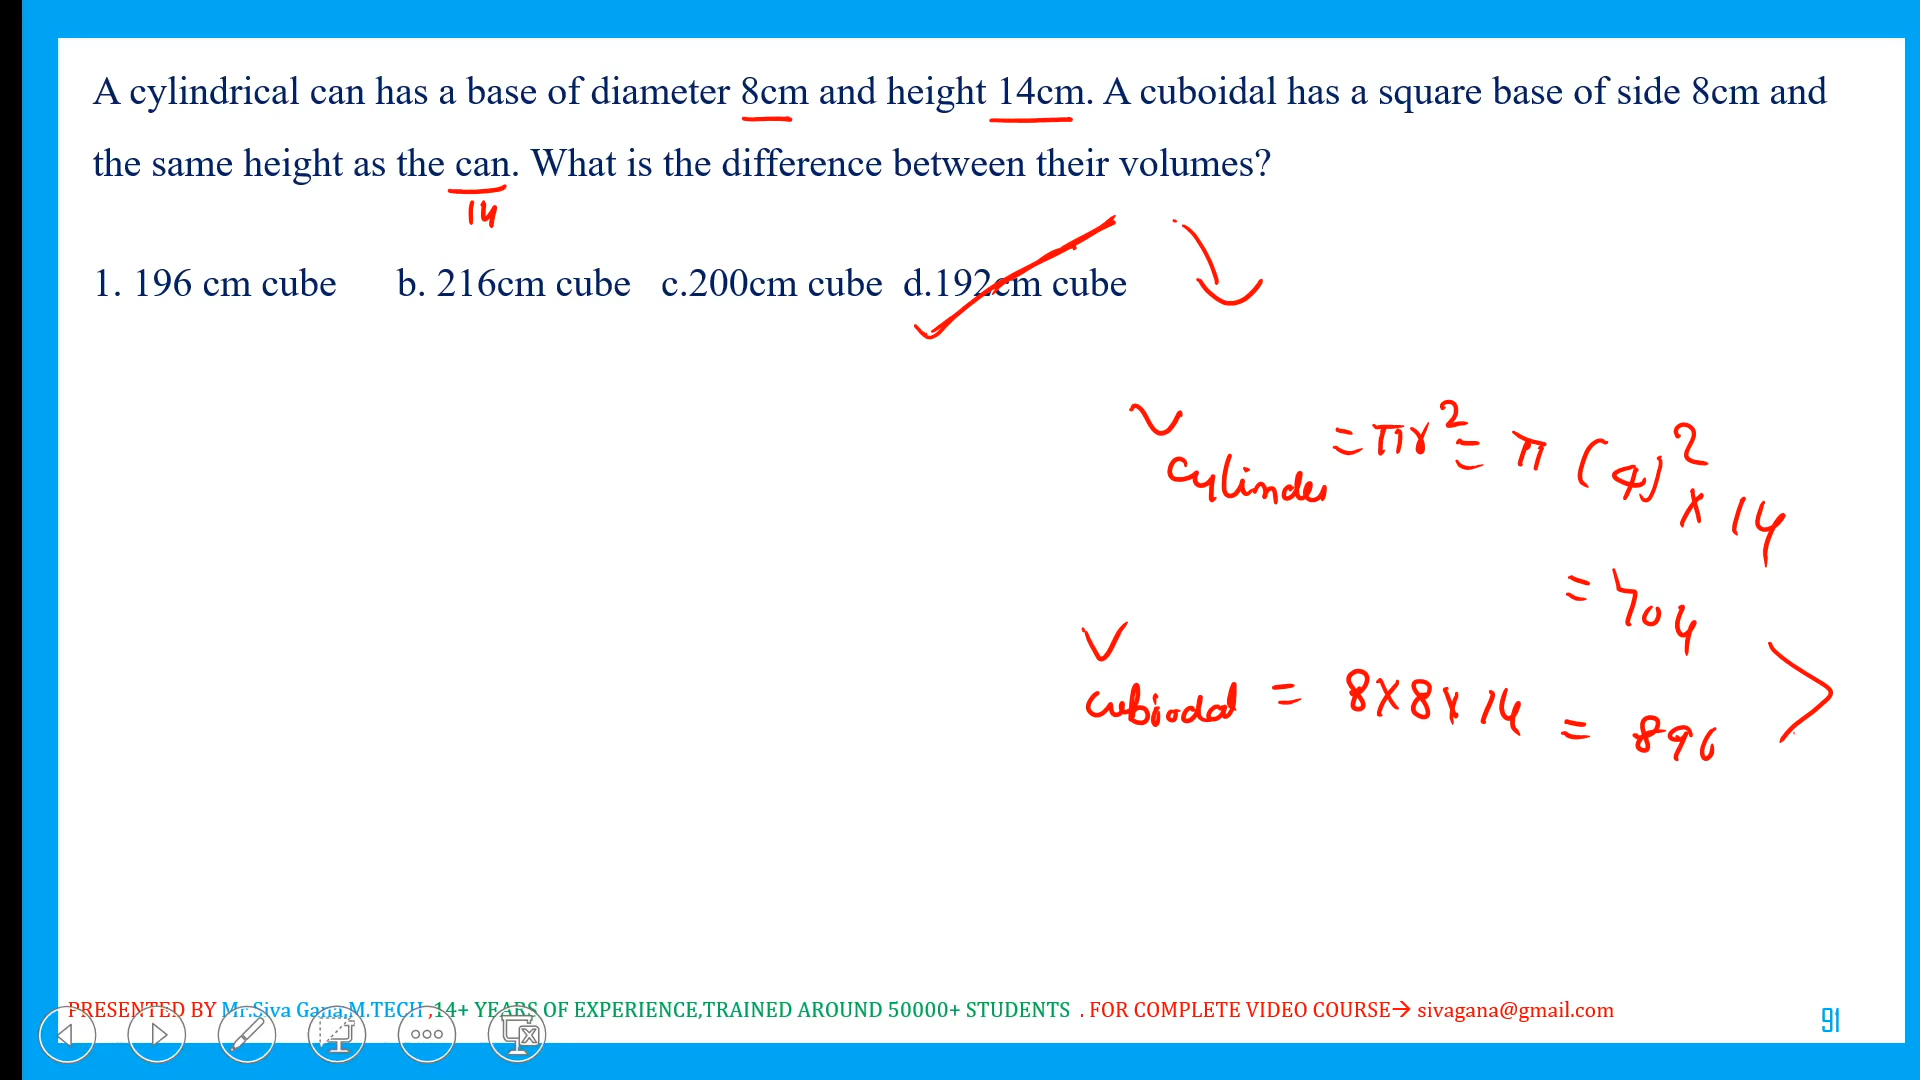 A cylindrical can has a base of diameter 8cm and height 14cm. A cuboidal has a square base of side 8cm and
the same height as the can. What is the difference between their volumes?
14
1. 196 cm cube b. 216cm cube c.200cm cube d.192cm cube
V cylinder = πr² = π (4)² × 14
= 704
V cubiodal = 8×8×14 = 896
PRESENTED BY Mr.Siva Gana,M.TECH ,14+ YEARS OF EXPERIENCE,TRAINED AROUND 50000+ STUDENTS . FOR COMPLETE VIDEO COURSE→ sivagana@gmail.com
91